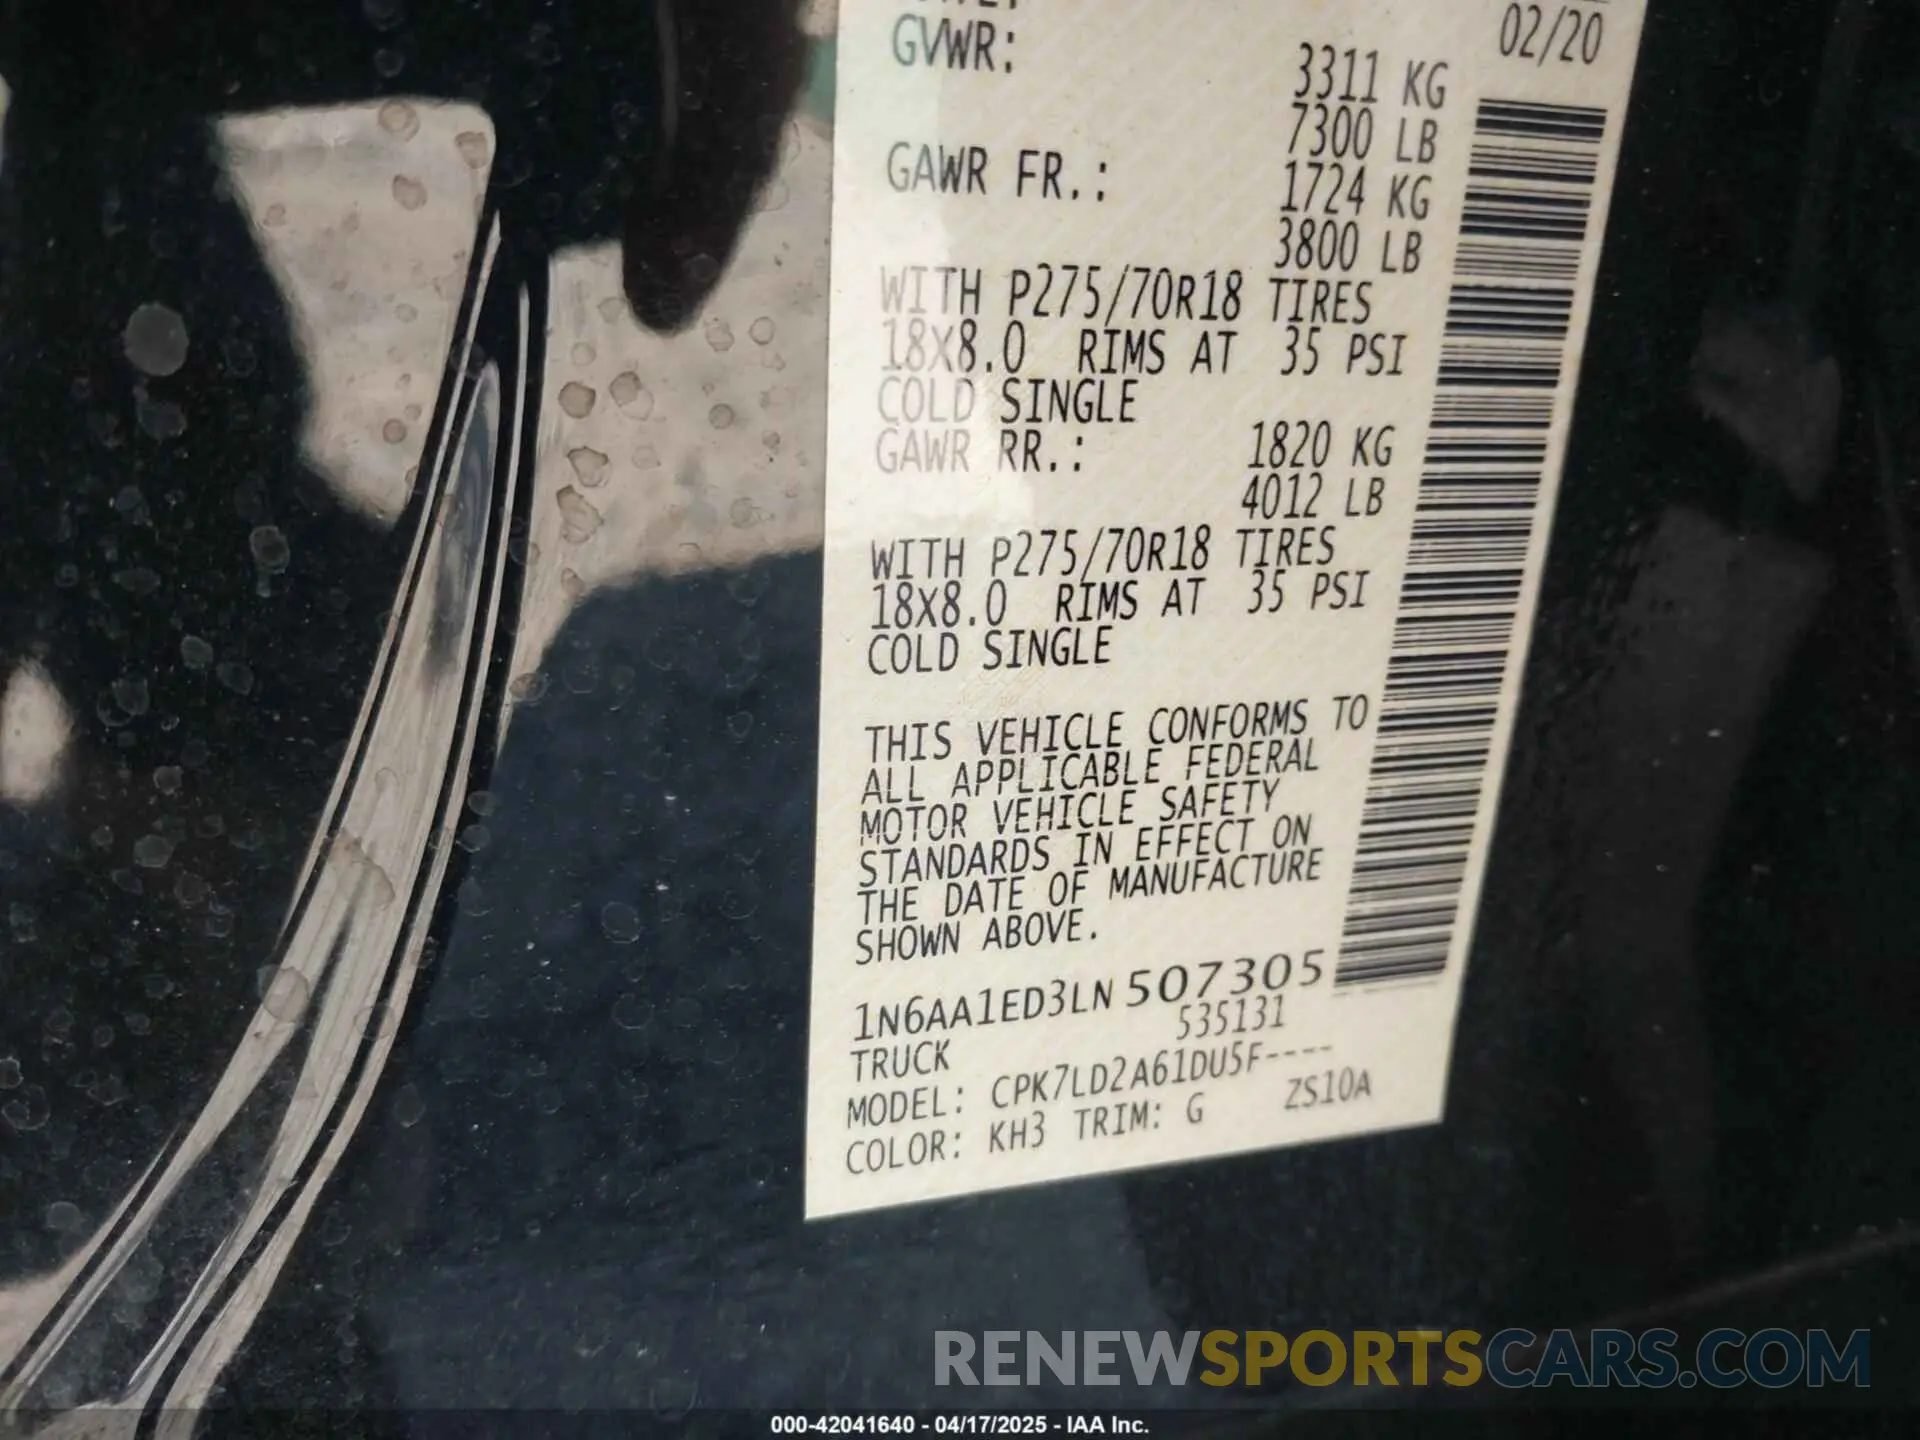 02/20
GVWR:
3311 KG
7300 LB
GAWR FR.:
1724 KG
3800 LB
WITH P275/70R18 TIRES
18X8.0 RIMS AT 35 PSI
COLD SINGLE
GAWR RR.:
1820 KG
4012 LB
WITH P275/70R18 TIRES
18X8.0 RIMS AT 35 PSI
COLD SINGLE
THIS VEHICLE CONFORMS TO
ALL APPLICABLE FEDERAL
MOTOR VEHICLE SAFETY
STANDARDS IN EFFECT ON
THE DATE OF MANUFACTURE
SHOWN ABOVE.
1N6AA1ED3LN 507305
535131
TRUCK
MODEL: CPK7LD2A61DU5F----
COLOR: KH3 TRIM: G ZS10A
RENEWSPORTSCARS.COM
000-42041640 - 04/17/2025 - IAA Inc.